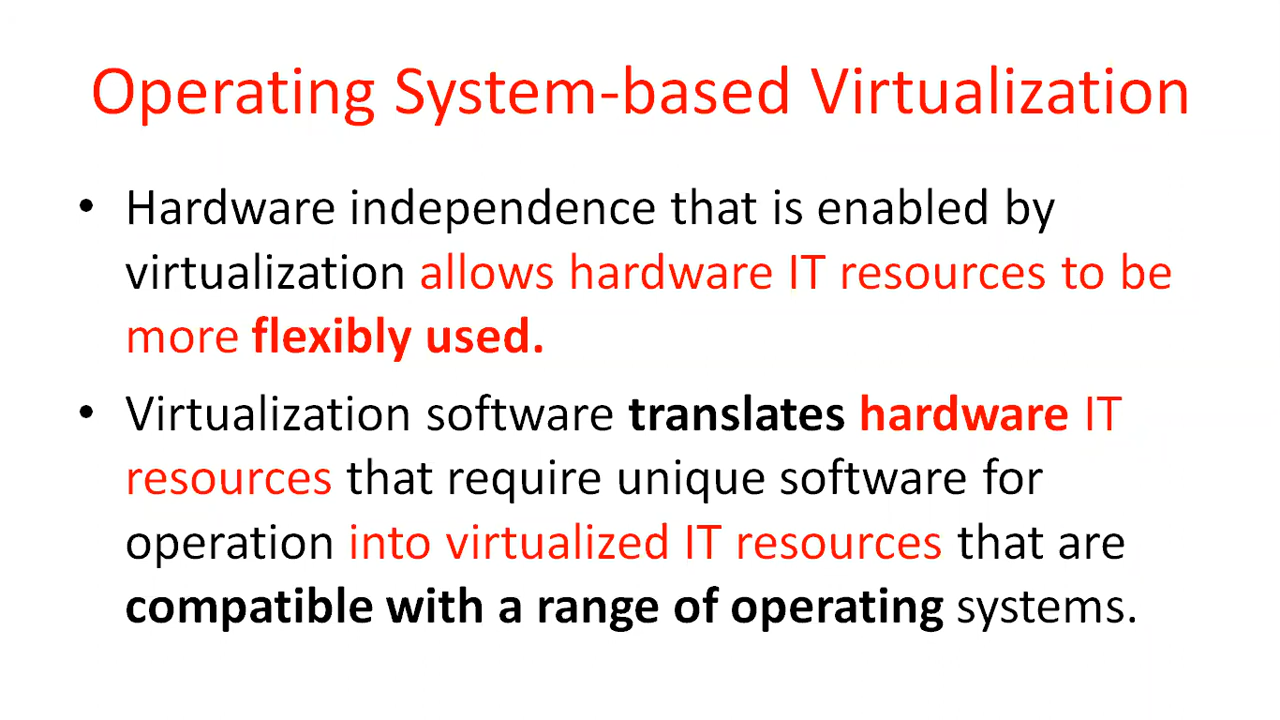 Operating System-based Virtualization
• Hardware independence that is enabled by
virtualization allows hardware IT resources to be
more flexibly used.
• Virtualization software translates hardware IT
resources that require unique software for
operation into virtualized IT resources that are
compatible with a range of operating systems.